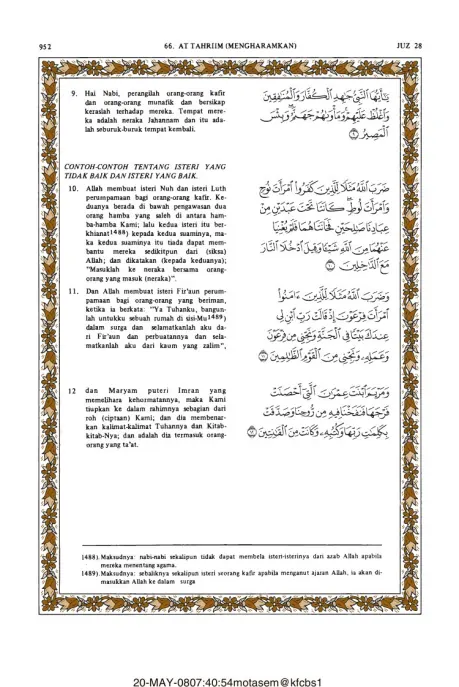 952 66. AT TAHRIIM (MENGHARAMKAN) JUZ 28
9. Hai Nabi, perangilah orang-orang kafir
dan orang-orang munafik dan bersikap
keraslah terhadap mereka. Tempat mere-
ka adalah neraka Jahannam dan itu ada-
lah seburuk-buruk tempat kembali.
يَٰٓأَيُّهَا ٱلنَّبِيُّ جَٰهِدِ ٱلْكُفَّارَ وَٱلْمُنَٰفِقِينَ
وَٱغْلُظْ عَلَيْهِمْ وَمَأْوَىٰهُمْ جَهَنَّمُ وَبِئْسَ
ٱلْمَصِيرُ ٩
CONTOH-CONTOH TENTANG ISTERI YANG
TIDAK BAIK DAN ISTERI YANG BAIK.
10. Allah membuat isteri Nuh dan isteri Luth
perumpamaan bagi orang-orang kafir. Ke-
duanya berada di bawah pengawasan dua
orang hamba yang saleh di antara ham-
ba-hamba Kami; lalu kedua isteri itu ber-
khianat1488) kepada kedua suaminya, ma-
ka kedua suaminya itu tiada dapat mem-
bantu mereka sedikitpun dari (siksa)
Allah; dan dikatakan (kepada keduanya);
"Masuklah ke neraka bersama orang-
orang yang masuk (neraka)".
ضَرَبَ ٱللَّهُ مَثَلًا لِّلَّذِينَ كَفَرُوا۟ ٱمْرَأَتَ نُوحٍ
وَٱمْرَأَتَ لُوطٍ كَانَتَا تَحْتَ عَبْدَيْنِ مِنْ
عِبَادِنَا صَٰلِحَيْنِ فَخَانَتَاهُمَا فَلَمْ يُغْنِيَا
عَنْهُمَا مِنَ ٱللَّهِ شَيْـًٔا وَقِيلَ ٱدْخُلَا ٱلنَّارَ
مَعَ ٱلدَّٰخِلِينَ ١٠
11. Dan Allah membuat isteri Fir'aun perum-
pamaan bagi orang-orang yang beriman,
ketika ia berkata: "Ya Tuhanku, bangun-
lah untukku sebuah rumah di sisi-Mu1489)
dalam surga dan selamatkanlah aku da-
ri Fir'aun dan perbuatannya dan sela-
matkanlah aku dari kaum yang zalim",
وَضَرَبَ ٱللَّهُ مَثَلًا لِّلَّذِينَ ءَامَنُوا۟
ٱمْرَأَتَ فِرْعَوْنَ إِذْ قَالَتْ رَبِّ ٱبْنِ لِى
عِندَكَ بَيْتًا فِى ٱلْجَنَّةِ وَنَجِّنِى مِن فِرْعَوْنَ
وَعَمَلِهِۦ وَنَجِّنِى مِنَ ٱلْقَوْمِ ٱلظَّٰلِمِينَ ١١
12 dan Maryam puteri Imran yang
memelihara kehormatannya, maka Kami
tiupkan ke dalam rahimnya sebagian dari
roh (ciptaan) Kami; dan dia membenar-
kan kalimat-kalimat Tuhannya dan Kitab-
kitab-Nya; dan adalah dia termasuk orang-
orang yang ta'at.
وَمَرْيَمَ ٱبْنَتَ عِمْرَٰنَ ٱلَّتِىٓ أَحْصَنَتْ
فَرْجَهَا فَنَفَخْنَا فِيهِ مِن رُّوحِنَا وَصَدَّقَتْ
بِكَلِمَٰتِ رَبِّهَا وَكُتُبِهِۦ وَكَانَتْ مِنَ ٱلْقَٰنِتِينَ ١٢
1488). Maksudnya: nabi-nabi sekalipun tidak dapat membela isteri-isterinya dari azab Allah apabila
mereka menentang agama.
1489). Maksudnya: sebaliknya sekalipun isteri seorang kafir apabila menganut ajaran Allah, ia akan di-
masukkan Allah ke dalam surga
20-MAY-0807:40:54motasem@kfcbs1